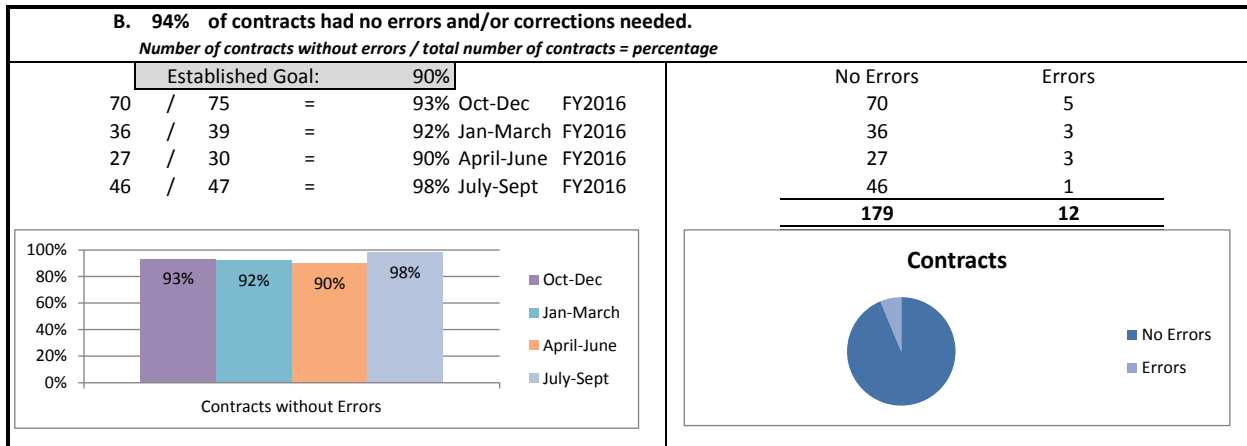 B. 94% of contracts had no errors and/or corrections needed.
Number of contracts without errors / total number of contracts = percentage
Established Goal: 90%
70 / 75 = 93% Oct-Dec FY2016
36 / 39 = 92% Jan-March FY2016
27 / 30 = 90% April-June FY2016
46 / 47 = 98% July-Sept FY2016
No Errors Errors
70 5
36 3
27 3
46 1
179 12
100%
80%
60%
40%
20%
0%
93% 92% 90% 98%
Contracts without Errors
Oct-Dec
Jan-March
April-June
July-Sept
Contracts
No Errors
Errors